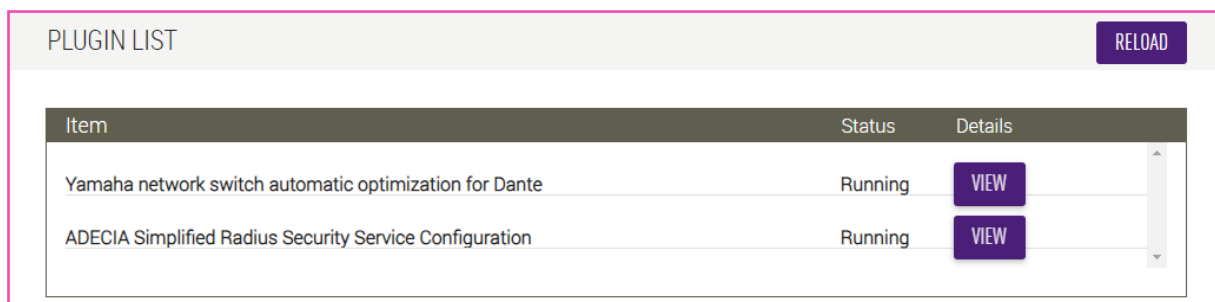 PLUGIN LIST RELOAD
Item Status Details
Yamaha network switch automatic optimization for Dante Running VIEW
ADECIA Simplified Radius Security Service Configuration Running VIEW